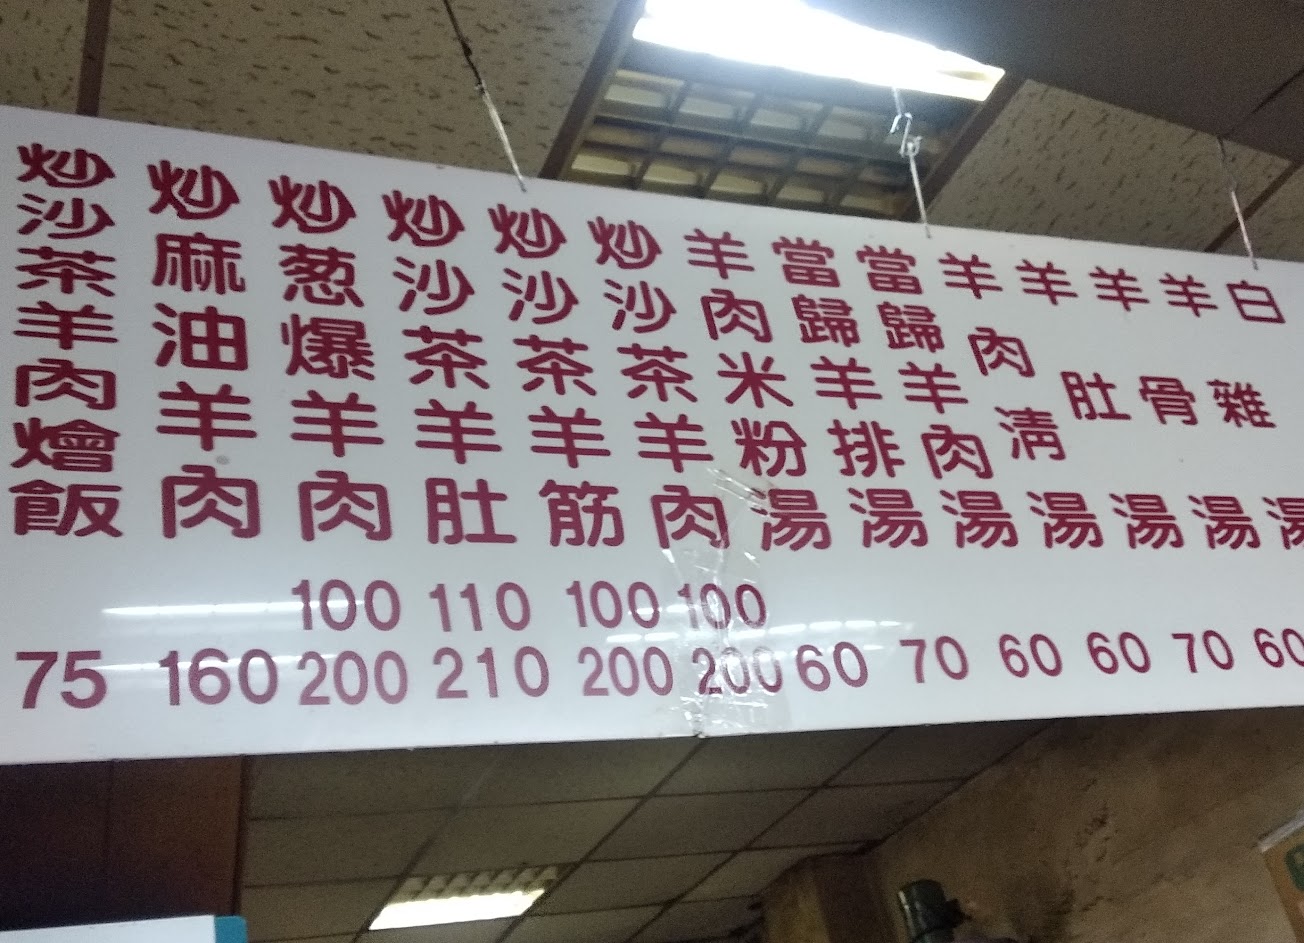 白
羊雜湯
羊骨湯 60
羊肚湯 70
羊肉清湯 60
當歸羊肉湯 60
當歸羊排湯 70
羊肉米粉湯 60
炒沙茶羊肉 100 200
炒沙茶羊筋 100 200
炒沙茶羊肚 110 210
炒葱爆羊肉 100 200
炒麻油羊肉 160
炒沙茶羊肉燴飯 75